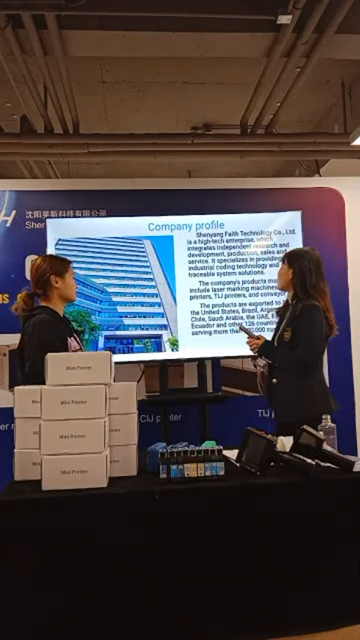 沈阳菲斯科技有限公司
Company profile
Shenyang Faith Technology Co., Ltd.
is a high-tech enterprise, which
integrates independent research and
development, production, sales and
service. It specializes in providing
industrial coding technology and
traceable system solutions.
The company's products
include laser marking machines
printers, TIJ printers, and
The products are exported to
the United States, Brazil,
Chile, Saudi Arabia, the UAE,
Ecuador and other 126 countries
serving more
CIJ printer
TIJ
Mini Printer
Mini Printer
Mini Printer
Mini Printer